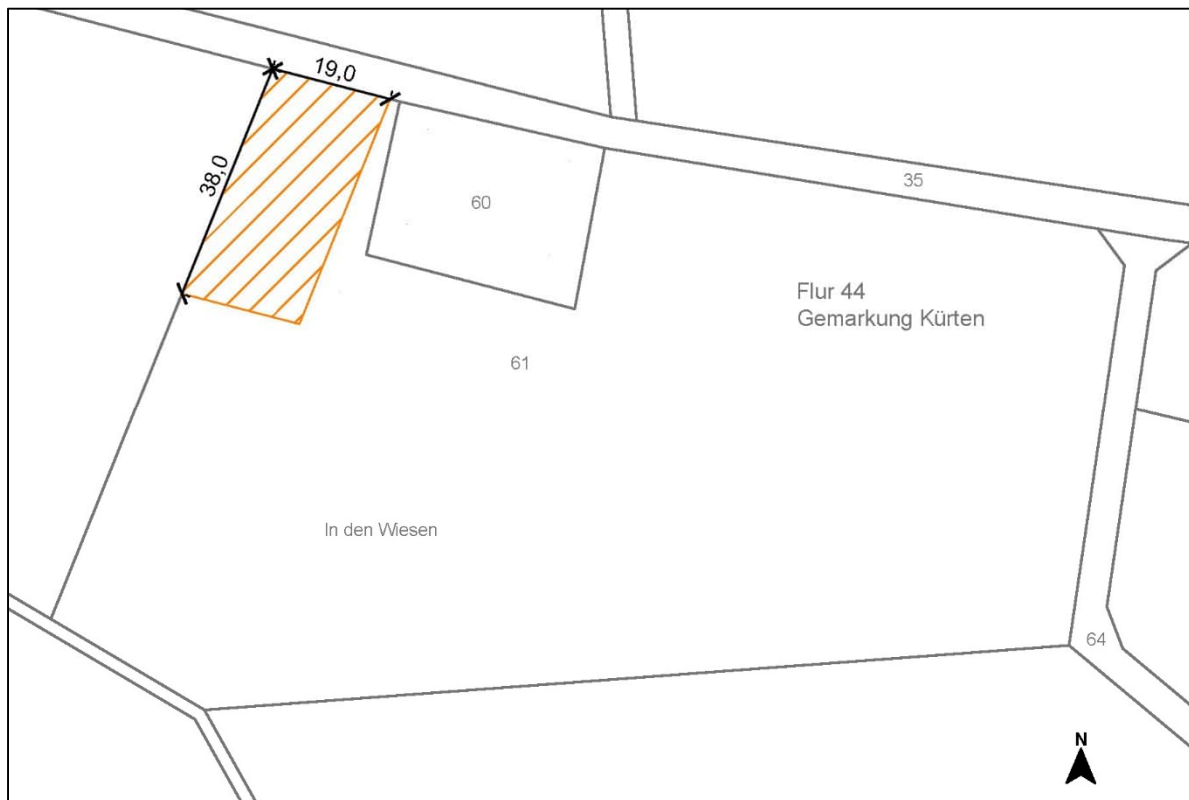 19,0
38,0
60
35
Flur 44
Gemarkung Kürten
61
In den Wiesen
64
N